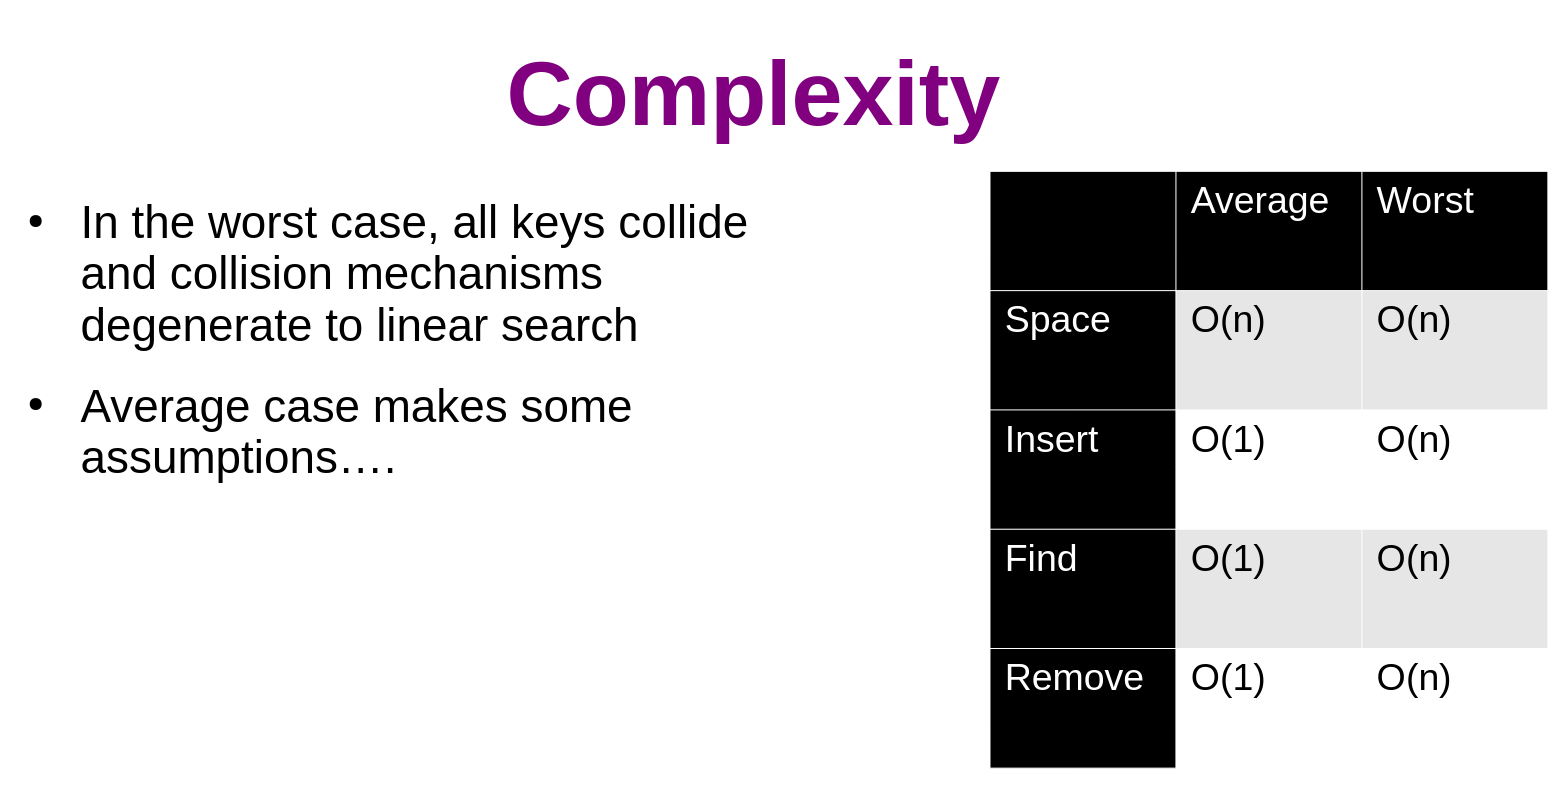 Complexity
• In the worst case, all keys collide
and collision mechanisms
degenerate to linear search
• Average case makes some
assumptions….
Average Worst
Space O(n) O(n)
Insert O(1) O(n)
Find O(1) O(n)
Remove O(1) O(n)